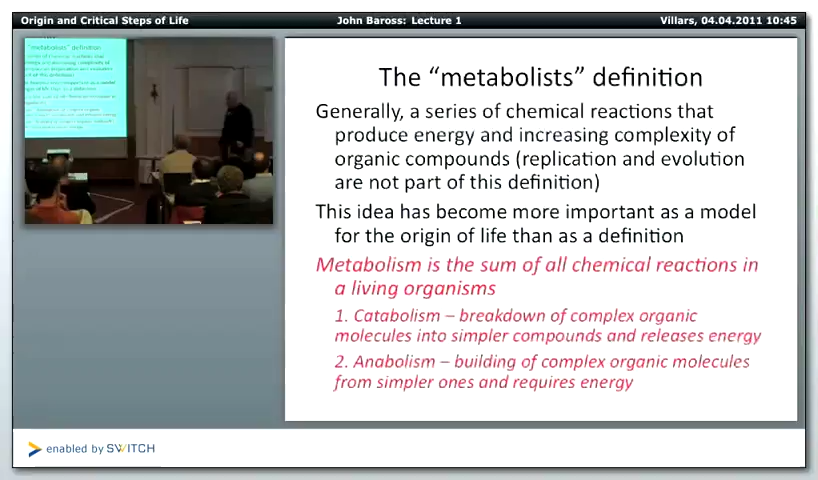 Origin and Critical Steps of Life
John Baross: Lecture 1
Villars, 04.04.2011 10:45
"metabolists" definition
The “metabolists” definition
Generally, a series of chemical reactions that
produce energy and increasing complexity of
organic compounds (replication and evolution
are not part of this definition)
This idea has become more important as a model
for the origin of life than as a definition
Metabolism is the sum of all chemical reactions in
a living organisms
1. Catabolism – breakdown of complex organic
molecules into simpler compounds and releases energy
2. Anabolism – building of complex organic molecules
from simpler ones and requires energy
enabled by SWITCH